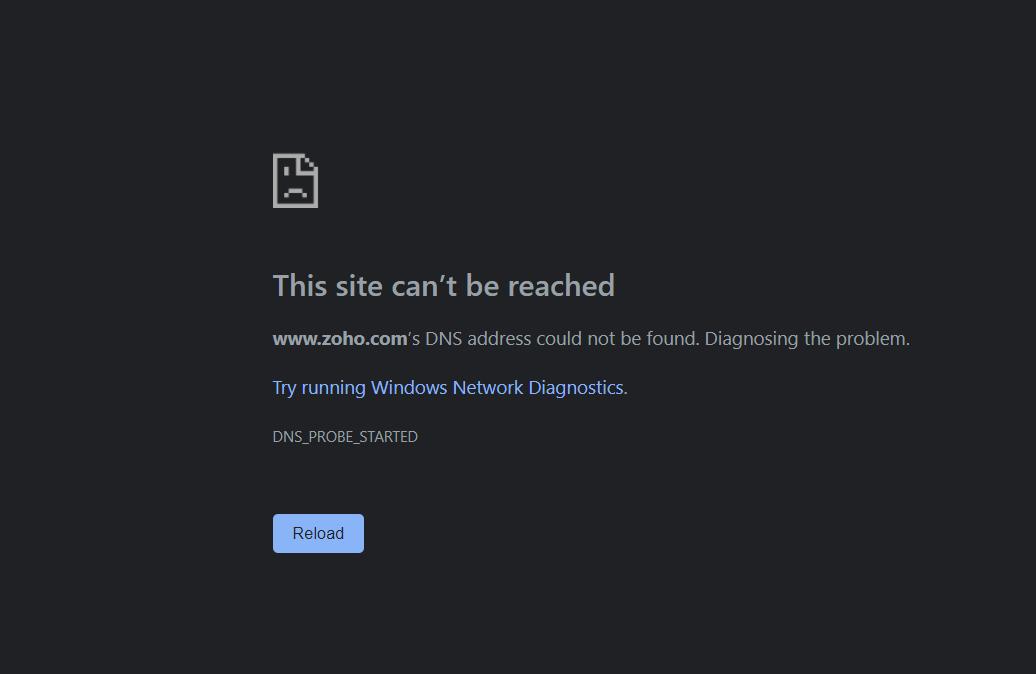 This site can’t be reached
www.zoho.com’s DNS address could not be found. Diagnosing the problem.
Try running Windows Network Diagnostics.
DNS_PROBE_STARTED
Reload